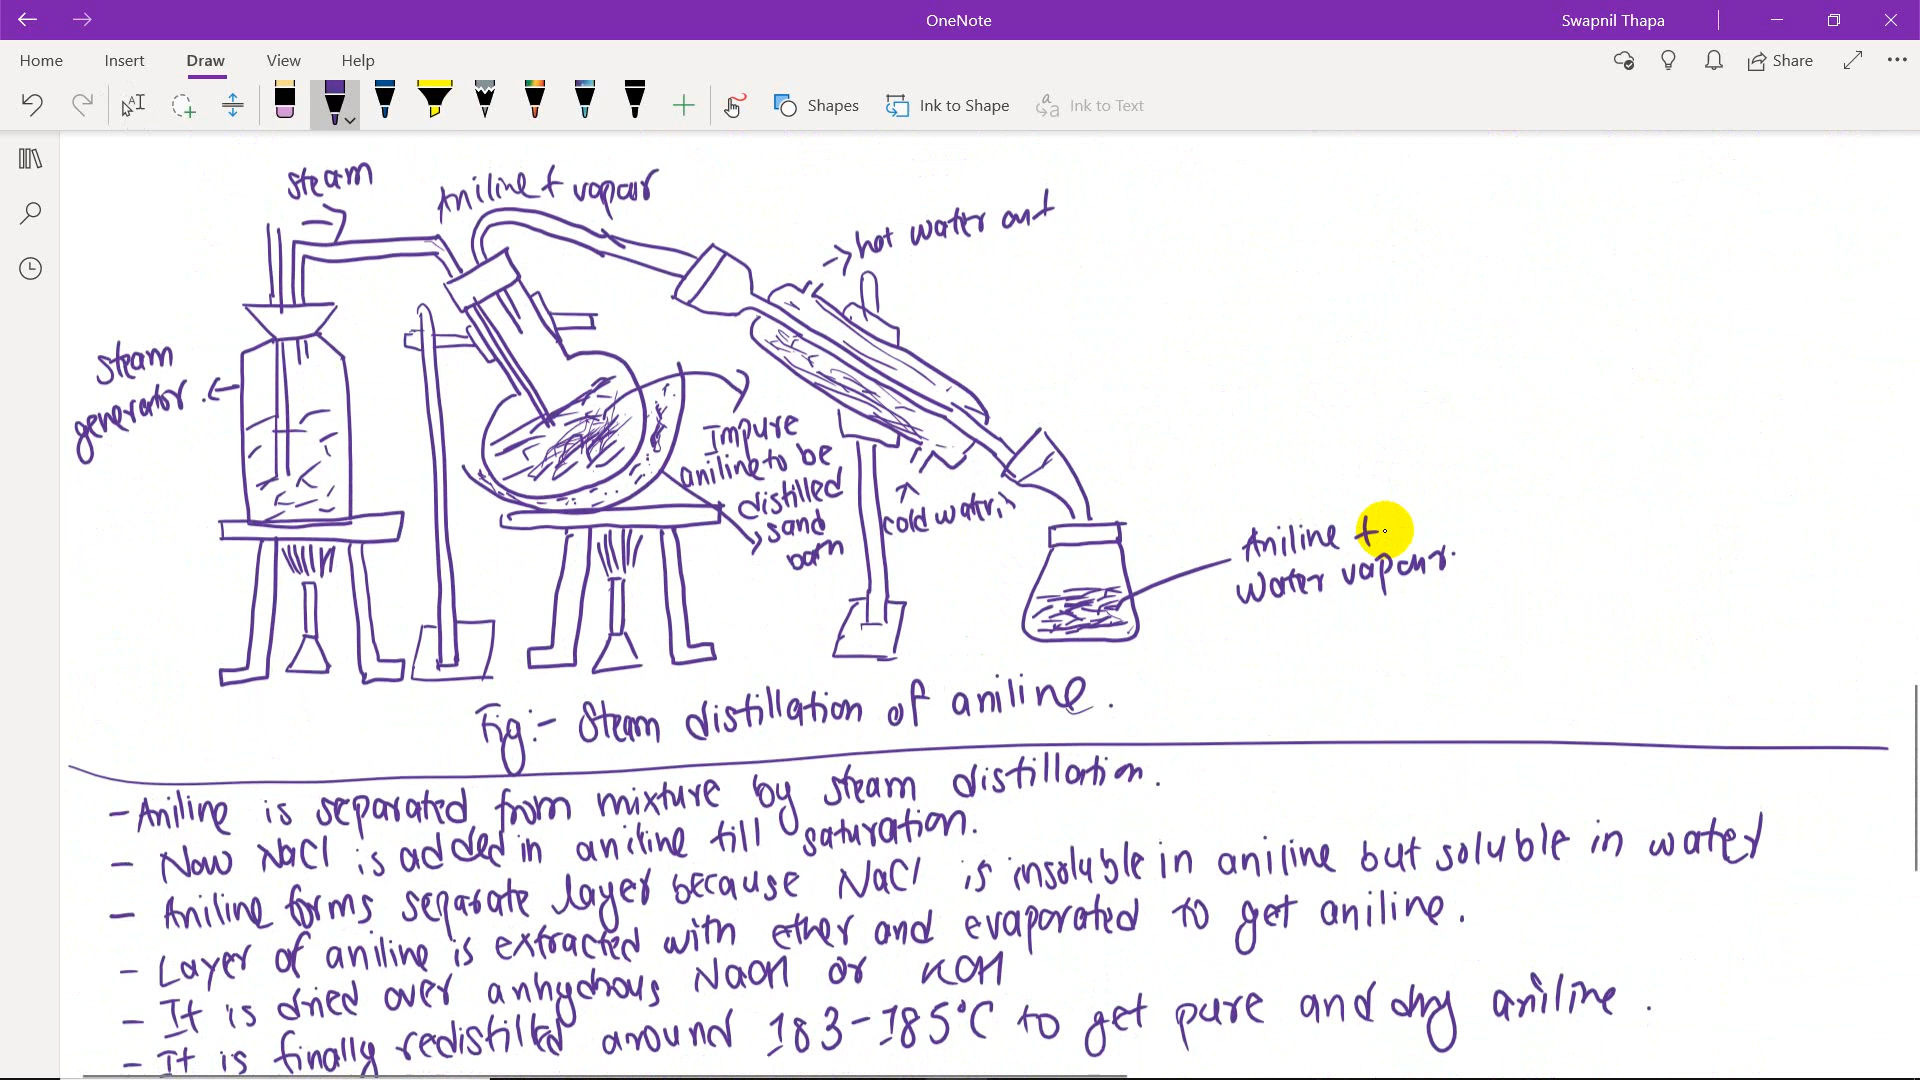 OneNote
Swapnil Thapa
Home
Insert
Draw
View
Help
Share
Shapes
Ink to Shape
Ink to Text
steam
Aniline + vapour
→ hot water out
steam
generator
Impure
aniline to be
distilled
sand
cold water
Aniline +
water vapour.
Fig:- Steam distillation of aniline.
- Aniline is separated from mixture by steam distillation.
- Now NaCl is added in aniline till saturation.
- Aniline forms separate layer because NaCl is insoluble in aniline but soluble in water
- Layer of aniline is extracted with ether and evaporated to get aniline.
- It is dried over anhydrous NaOH or KOH
- It is finally redistilled around 183-185°C to get pure and dry aniline.